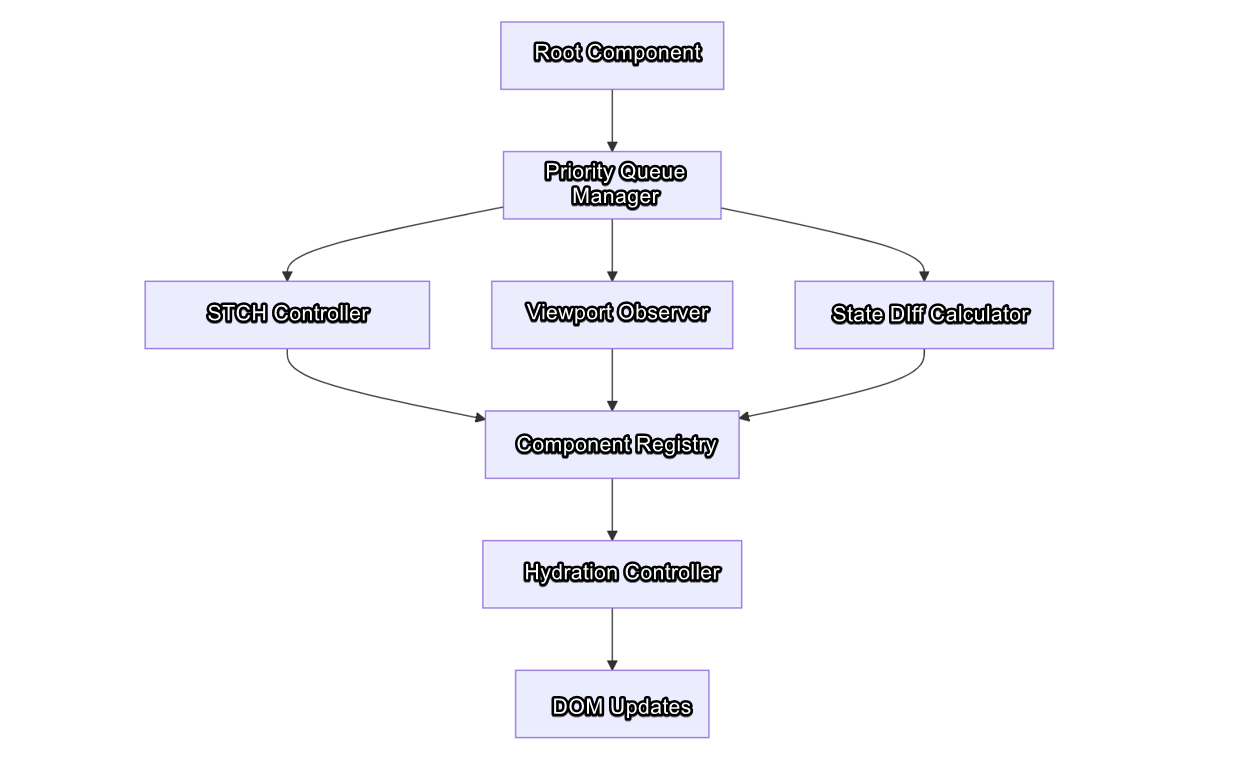 Root Component
Priority Queue
Manager
STCH Controller
Viewport Observer
State DIff Calculator
Component Registry
Hydration Controller
DOM Updates